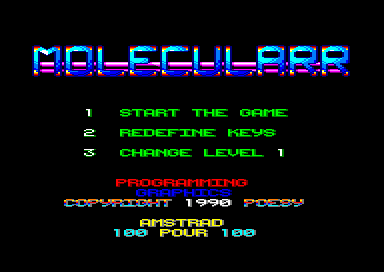 MOLECULARR
1 START THE GAME
2 REDEFINE KEYS
3 CHANGE LEVEL 1
PROGRAMMING
GRAPHICS
COPYRIGHT 1990 POEDY
AMSTRAD
100 POUR 100